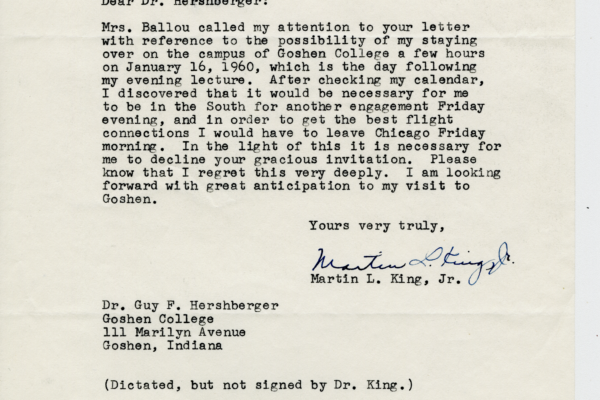 Dear Dr. Hershberger:
Mrs. Ballou called my attention to your letter
with reference to the possibility of my staying
over on the campus of Goshen College a few hours
on January 16, 1960, which is the day following
my evening lecture. After checking my calendar,
I discovered that it would be necessary for me
to be in the South for another engagement Friday
evening, and in order to get the best flight
connections I would have to leave Chicago Friday
morning. In the light of this it is necessary for
me to decline your gracious invitation. Please
know that I regret this very deeply. I am looking
forward with great anticipation to my visit to
Goshen.
Yours very truly,
Martin L. King, Jr.
Martin L. King, Jr.
Dr. Guy F. Hershberger
Goshen College
111 Marilyn Avenue
Goshen, Indiana
(Dictated, but not signed by Dr. King.)